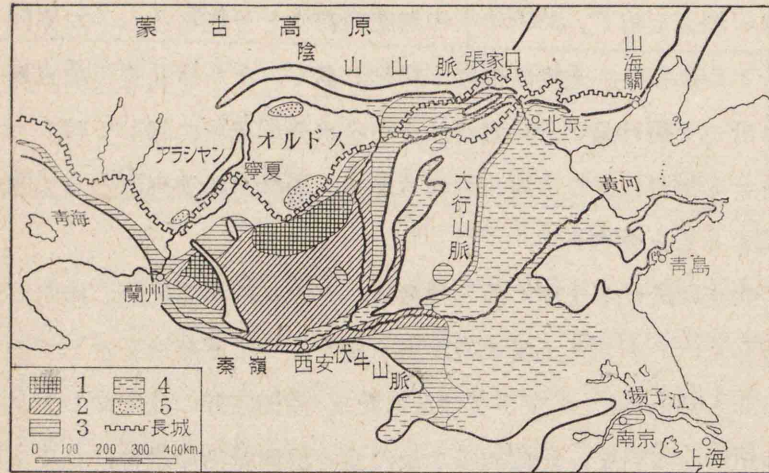 蒙古高原
陰山山脈
張家口
山海關
北京
オルドス
アラシヤン
寧夏
黃河
大行山脈
靑海
靑島
蘭州
秦嶺
西安
伏牛山脈
揚子江
南京
上海
1 4
2 5
3 長城
0 100 200 300 400km.